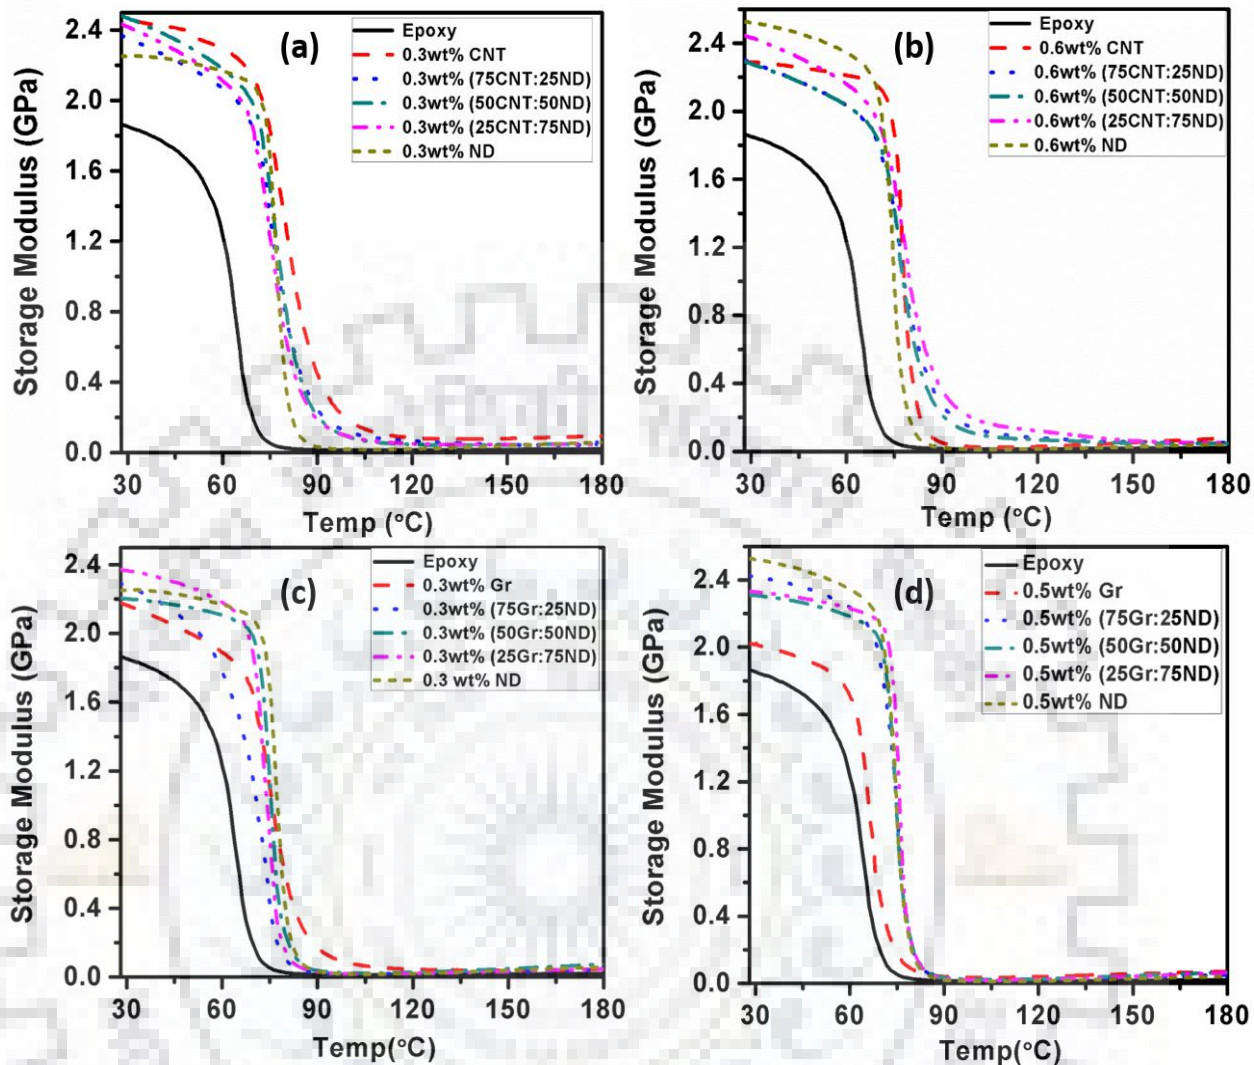 (a)
Epoxy
0.3wt% CNT
0.3wt% (75CNT:25ND)
0.3wt% (50CNT:50ND)
0.3wt% (25CNT:75ND)
0.3wt% ND
Storage Modulus (GPa)
2.4
2.0
1.6
1.2
0.8
0.4
0.0
30 60 90 120 150 180
Temp (°C)
(b)
Epoxy
0.6wt% CNT
0.6wt% (75CNT:25ND)
0.6wt% (50CNT:50ND)
0.6wt% (25CNT:75ND)
0.6wt% ND
Storage Modulus (GPa)
2.4
2.0
1.6
1.2
0.8
0.4
0.0
30 60 90 120 150 180
Temp (°C)
(c)
Epoxy
0.3wt% Gr
0.3wt% (75Gr:25ND)
0.3wt% (50Gr:50ND)
0.3wt% (25Gr:75ND)
0.3 wt% ND
Storage Modulus (GPa)
2.4
2.0
1.6
1.2
0.8
0.4
0.0
30 60 90 120 150 180
Temp(°C)
(d)
Epoxy
0.5wt% Gr
0.5wt% (75Gr:25ND)
0.5wt% (50Gr:50ND)
0.5wt% (25Gr:75ND)
0.5wt% ND
Storage Modulus (GPa)
2.4
2.0
1.6
1.2
0.8
0.4
0.0
30 60 90 120 150 180
Temp(°C)